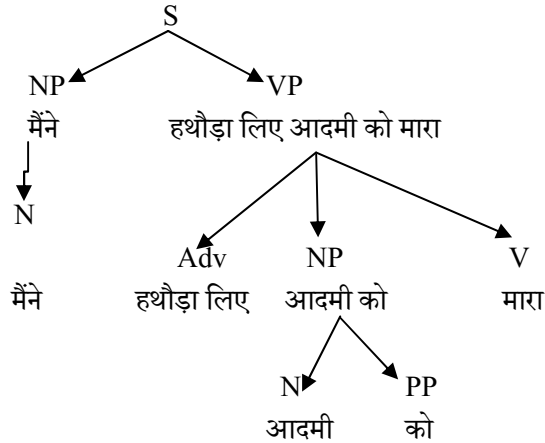 S
NP VP
मैंने हथौड़ा लिए आदमी को मारा
N
Adv NP V
मैंने हथौड़ा लिए आदमी को मारा
N PP
आदमी को